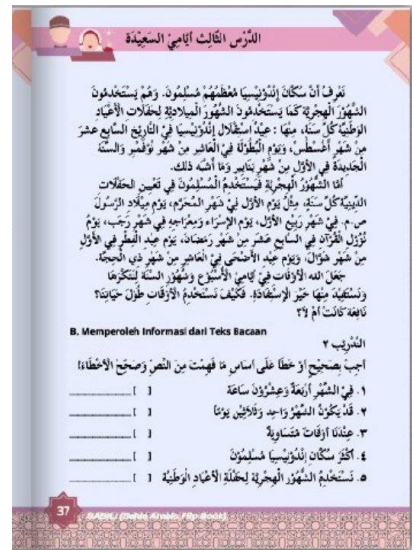 الدَّرْسُ الثَّالِثُ أَيَّامِيْ السَّعِيْدَةُ
نَعْرِفُ أَنَّ سُكَّانَ إِنْدُوْنِيْسِيَا مُعْظَمُهُمْ مُسْلِمُوْنَ. وَهُمْ يَسْتَخْدِمُوْنَ
الشُّهُوْرَ الْهِجْرِيَّةَ كَمَا يَسْتَخْدِمُوْنَ الشُّهُوْرَ الْمِيْلَادِيَّةَ لِحَفَلَاتِ الْأَعْيَادِ
الْوَطَنِيَّةِ كُلَّ سَنَةٍ، مِنْهَا : عِيْدُ اسْتِقْلَالِ إِنْدُوْنِيْسِيَا فِيْ التَّارِيْخِ السَّابِعِ عَشَرَ
مِنْ شَهْرِ أَغُسْطُسْ، وَيَوْمِ الْبُطُوْلَةِ فِيْ الْعَاشِرِ مِنْ شَهْرِ نُوْفَمْبِر وَالسَّنَةِ
الْجَدِيْدَةِ فِيْ الْأَوَّلِ مِنْ شَهْرِ يَنَايِر وَمَا أَشْبَهَ ذَلِكَ.
أَمَّا الشُّهُوْرُ الْهِجْرِيَّةُ فَيَسْتَخْدِمُ الْمُسْلِمُوْنَ فِيْ تَعْيِيْنِ الْحَفَلَاتِ
الدِّيْنِيَّةِ كُلَّ سَنَةٍ، مِثْلُ يَوْمِ الْأَوَّلِ فِيْ شَهْرِ الْمُحَرَّمِ، يَوْمِ مِيْلَادِ الرَّسُوْلِ
ص.م. فِيْ شَهْرِ رَبِيْعِ الْأَوَّلِ، يَوْمِ الْإِسْرَاءِ وَمِعْرَاجِهِ فِيْ شَهْرِ رَجَبٍ، يَوْمُ
نُزُوْلِ الْقُرْآنِ فِي السَّابِعِ عَشَرَ مِنْ شَهْرِ رَمَضَانَ، يَوْمِ عِيْدِ الْفِطْرِ فِيْ الْأَوَّلِ
مِنْ شَهْرِ شَوَّالٍ، وَيَوْمِ عِيْدِ الْأَضْحَى فِيْ الْعَاشِرِ مِنْ شَهْرِ ذِي الْحِجَّةِ.
جَعَلَ الله الْأَوْقَاتَ فِيْ أَيَّامِيْ الْأُسْبُوْعِ وَشُهُوْرِ السَّنَةِ لِنَتَذَكَّرَهَا
وَنَسْتَفِيْدَ مِنْهَا خَيْرَ الْإِسْتِفَادَةِ. فَكَيْفَ نَسْتَخْدِمُ الْأَوْقَاتِ طُوْلَ حَيَاتِنَا؟
نَافِعَةً كَانَتْ أَمْ لَا؟
B. Memperoleh Informasi dari Teks Bacaan
التَّدْرِيْب ٢
أَجِبْ بِصَحِيْحٍ أَوْ خَطَأٍ عَلَى أَسَاسِ مَا فَهِمْتَ مِنَ النَّصِّ وَصَحِّحِ الْأَخْطَاءَ!
١. فِيْ الشَّهْرِ أَرْبَعَةٌ وَعِشْرُوْنَ سَاعَةً [ ] ____________
٢. قَدْ يَكُوْنُ الشَّهْرُ وَاحِد وَثَلَاثِيْنَ يَوْمًا [ ] ____________
٣. عِنْدَنَا أَوْقَاتٌ مُتَسَاوِيَةٌ [ ] ____________
٤. أَكْثَرُ سُكَّانِ إِنْدُوْنِيْسِيَا مُسْلِمُوْنَ [ ] ____________
٥. نَسْتَخْدِمُ الشُّهُوْرَ الْهِجْرِيَّةَ لِحَفْلَةِ الْأَعْيَادِ الْوَطَنِيَّةِ [ ] ____________
37